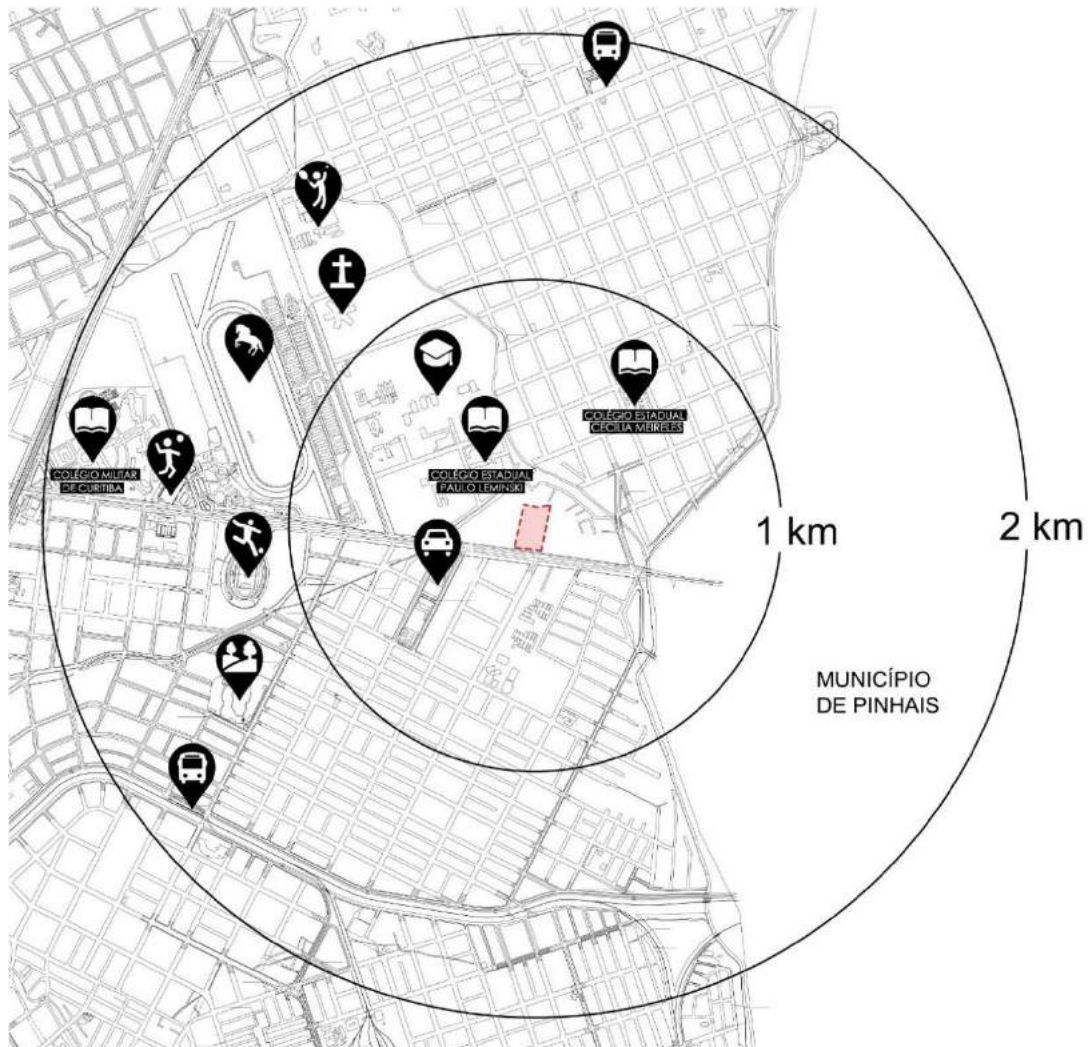 COLÉGIO ESTADUAL
CECÍLIA MEIRELES
COLÉGIO MILITAR
DE CURITIBA
COLÉGIO ESTADUAL
PAULO LEMINSKI
1 km
2 km
MUNICÍPIO
DE PINHAIS